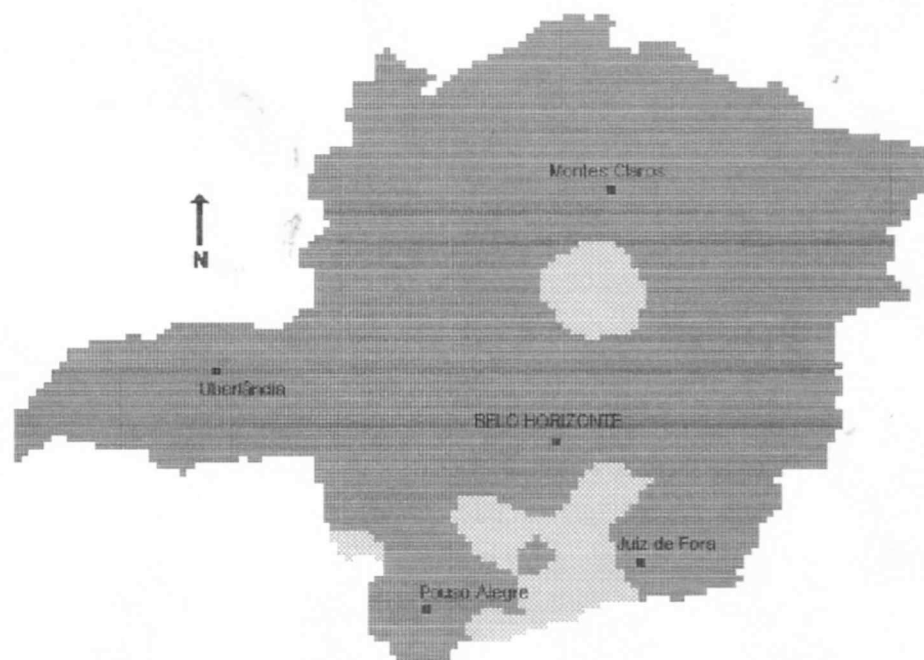 Montes Claros
N
Uberlândia
BELO HORIZONTE
Juiz de Fora
Pouso Alegre